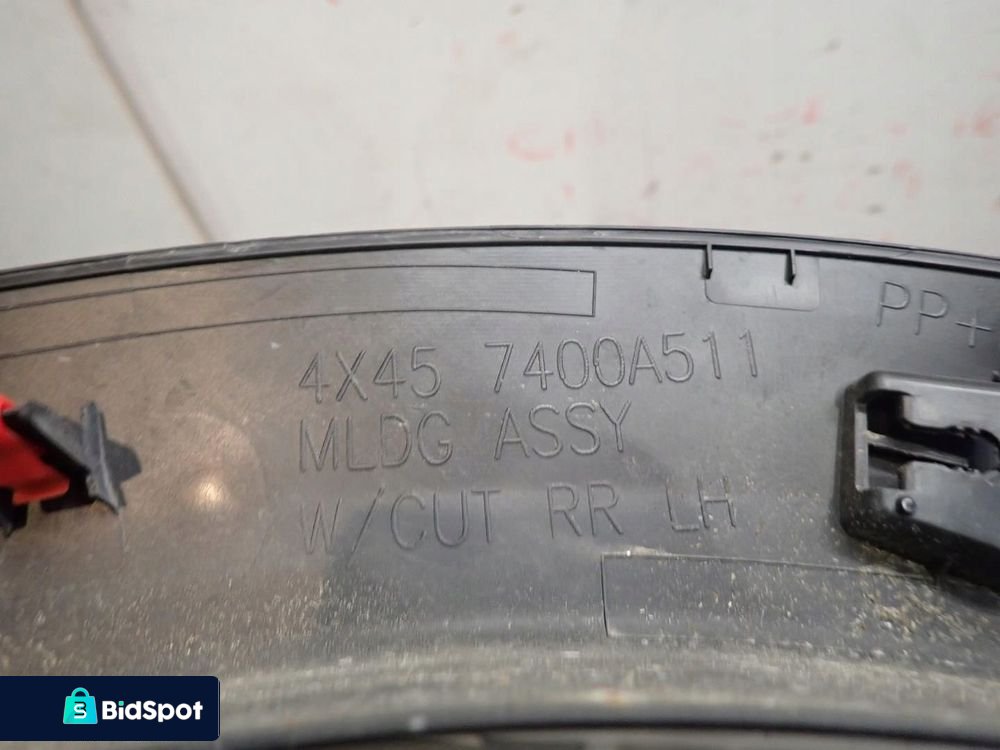 PP+
4X45 7400A511
MLDG ASSY
W/CUT RR LH
BidSpot